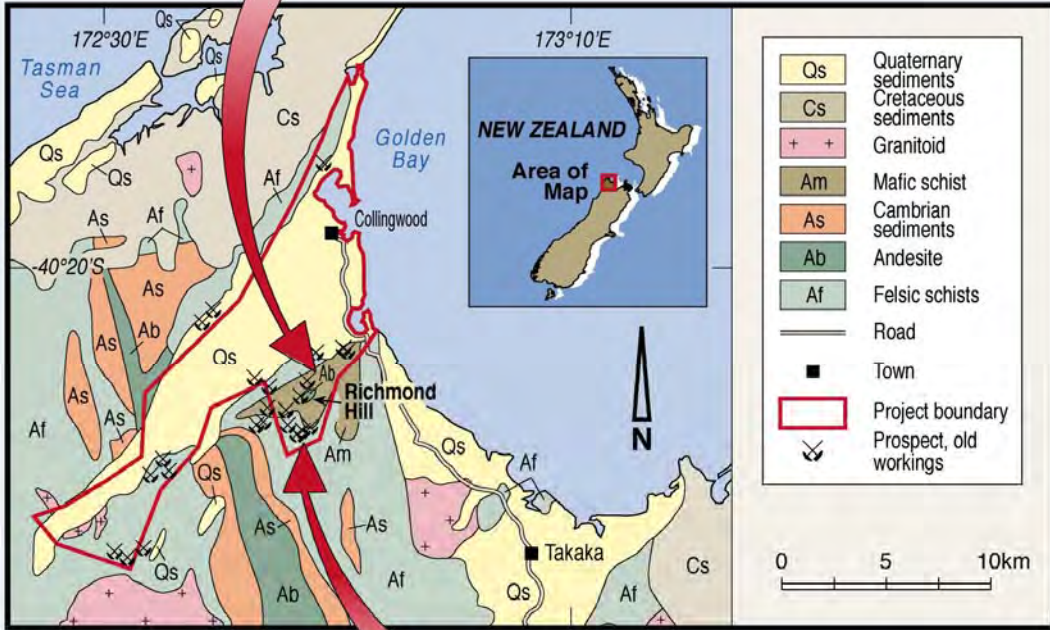 172°30'E
173°10'E
Qs
Qs
Tasman
Sea
Cs
Golden
Bay
Qs
Qs
Af
Collingwood
As
Af
-40°20'S
As
Ab
As
Qs
Ab
Richmond
Hill
As
As
Af
Am
Qs
Qs
Af
As
As
Takaka
Qs
Af
Cs
Ab
Qs
Af
NEW ZEALAND
Area of
Map
N
Qs
Quaternary
sediments
Cs
Cretaceous
sediments
Granitoid
Am
Mafic schist
As
Cambrian
sediments
Ab
Andesite
Af
Felsic schists
Road
Town
Project boundary
Prospect, old
workings
0
5
10km